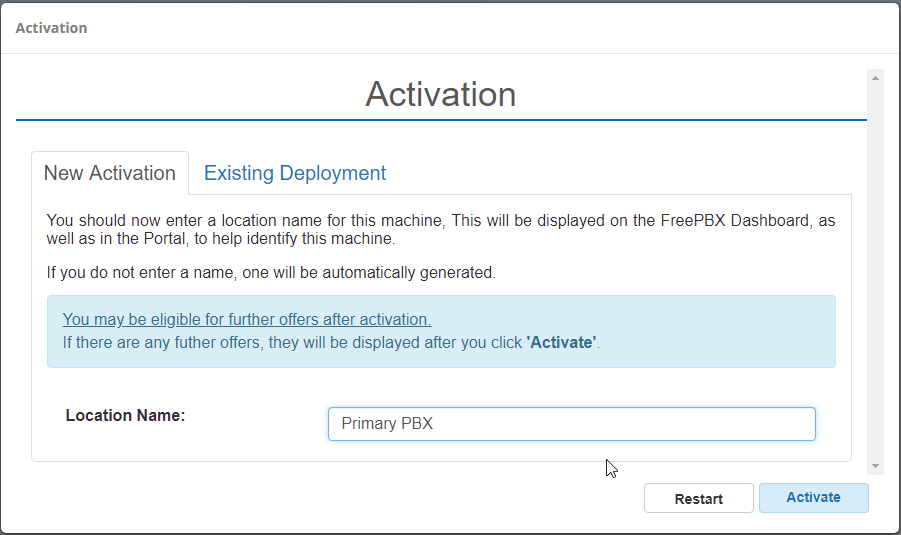 Activation
Activation
New Activation
Existing Deployment
You should now enter a location name for this machine, This will be displayed on the FreePBX Dashboard, as
well as in the Portal, to help identify this machine.
If you do not enter a name, one will be automatically generated.
You may be eligible for further offers after activation.
If there are any futher offers, they will be displayed after you click 'Activate'.
Location Name:
Primary PBX
Restart
Activate